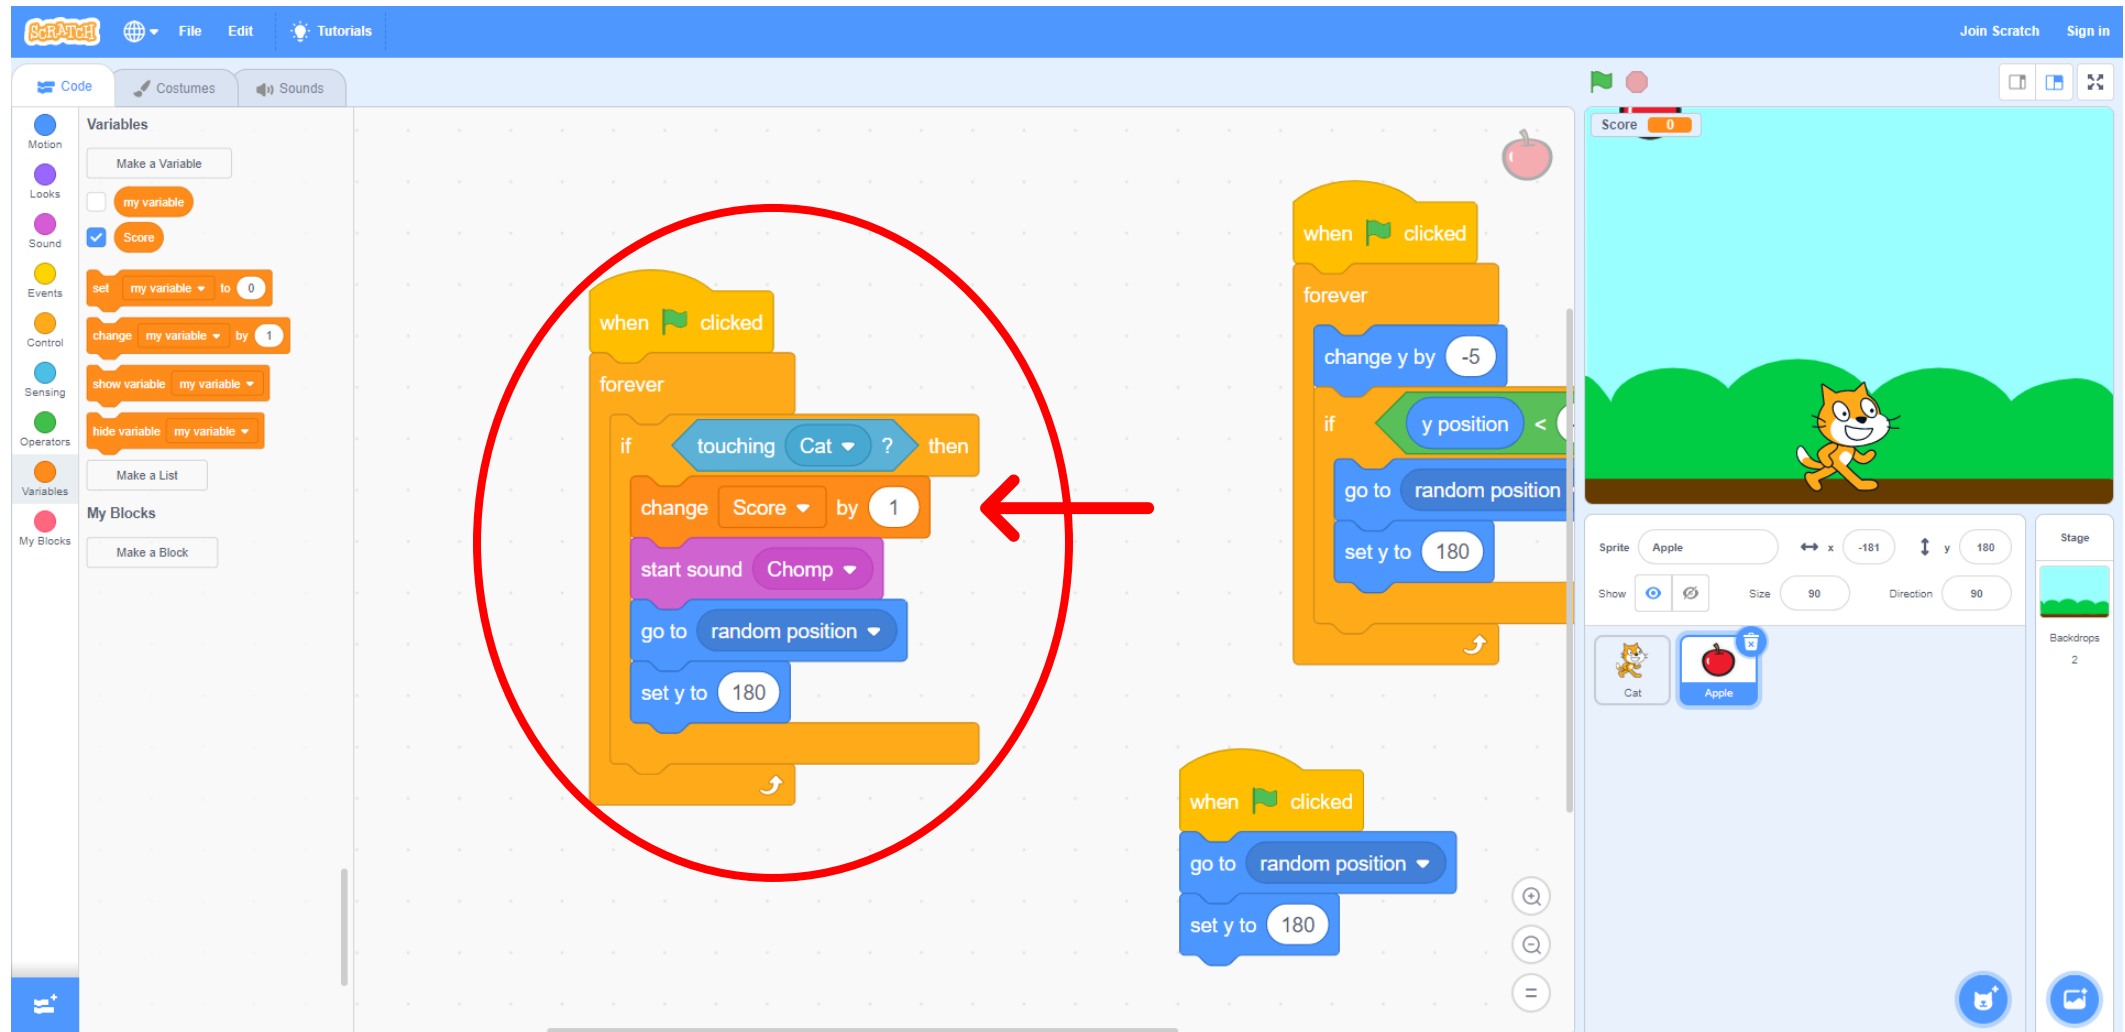 SCRATCH File Edit Tutorials Join Scratch Sign in
Code Costumes Sounds
Motion
Looks
Sound
Events
Control
Sensing
Operators
Variables
My Blocks
Variables
Make a Variable
my variable
Score
set my variable to 0
change my variable by 1
show variable my variable
hide variable my variable
Make a List
My Blocks
Make a Block
when clicked
forever
if touching Cat ? then
change Score by 1
start sound Chomp
go to random position
set y to 180
when clicked
forever
change y by -5
if y position <
go to random position
set y to 180
when clicked
go to random position
set y to 180
Score 0
Sprite Apple x -181 y 180
Show Size 90 Direction 90
Cat
Apple
Stage
Backdrops
2